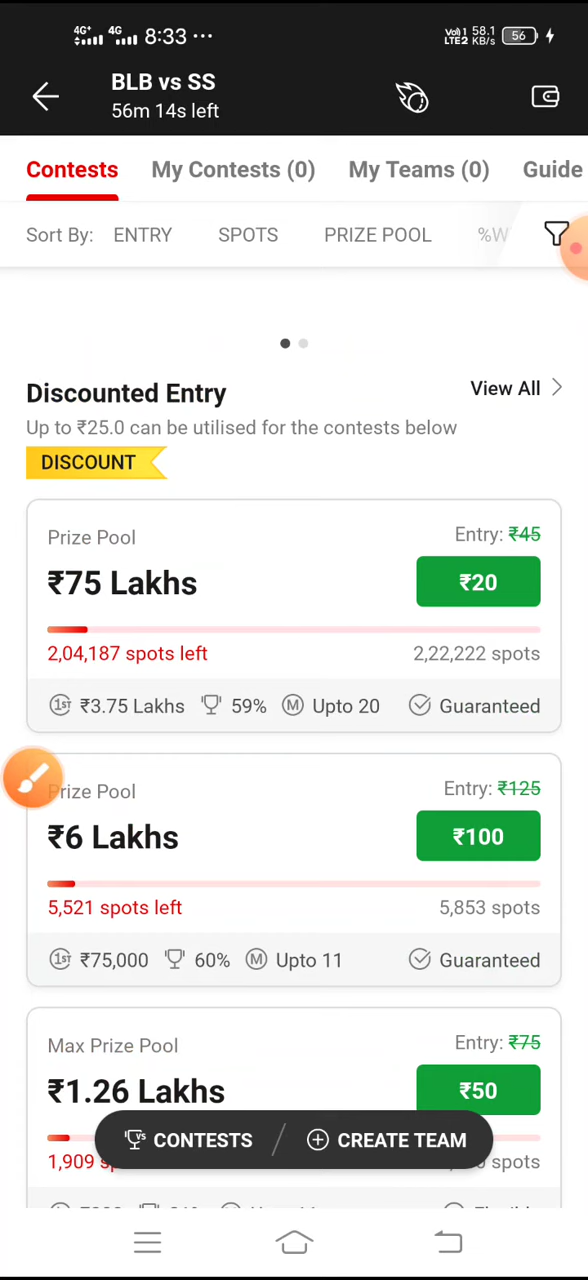 4G+ 4G 8:33 ···
Vo)) 1 LTE2 58.1 KB/s 56
BLB vs SS
56m 14s left
Contests My Contests (0) My Teams (0) Guide
Sort By: ENTRY SPOTS PRIZE POOL %W
Discounted Entry View All
Up to ₹25.0 can be utilised for the contests below
DISCOUNT
Prize Pool Entry: ₹45
₹75 Lakhs ₹20
2,04,187 spots left 2,22,222 spots
1ST ₹3.75 Lakhs 59% M Upto 20 Guaranteed
Prize Pool Entry: ₹125
₹6 Lakhs ₹100
5,521 spots left 5,853 spots
1ST ₹75,000 60% M Upto 11 Guaranteed
Max Prize Pool Entry: ₹75
₹1.26 Lakhs ₹50
VS CONTESTS CREATE TEAM
1,909 spots